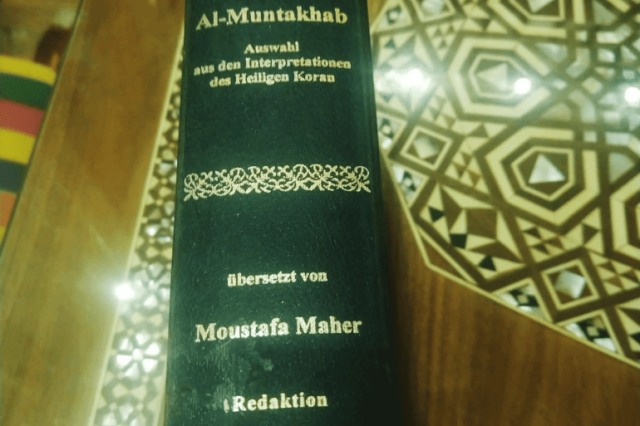 Al-Muntakhab
Auswahl
aus den Interpretationen
des Heiligen Koran
übersetzt von
Moustafa Maher
Redaktion